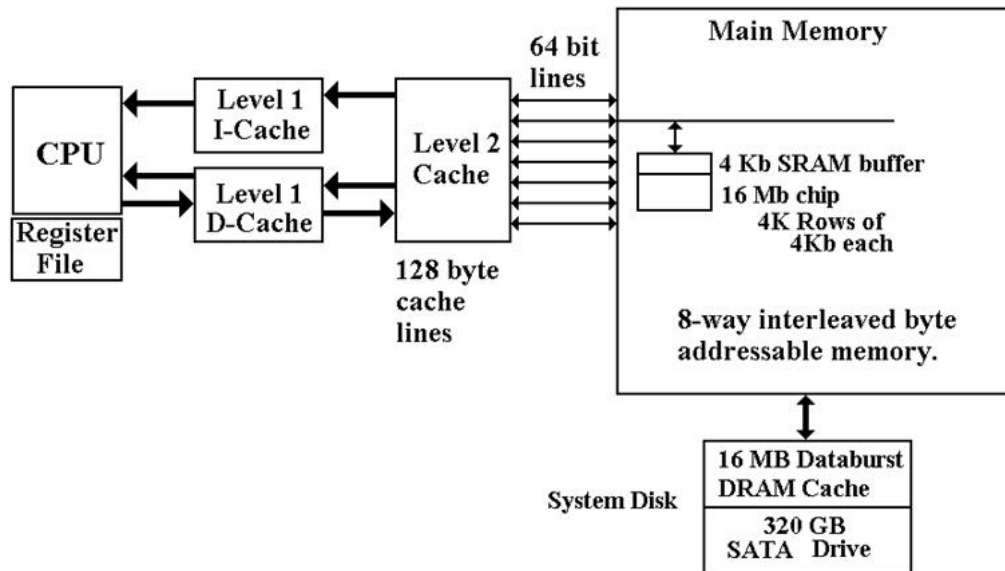 CPU
Register
File
Level 1
I-Cache
Level 1
D-Cache
Level 2
Cache
128 byte
cache
lines
64 bit
lines
Main Memory
4 Kb SRAM buffer
16 Mb chip
4K Rows of
4Kb each
8-way interleaved byte
addressable memory.
System Disk
16 MB Databurst
DRAM Cache
320 GB
SATA Drive